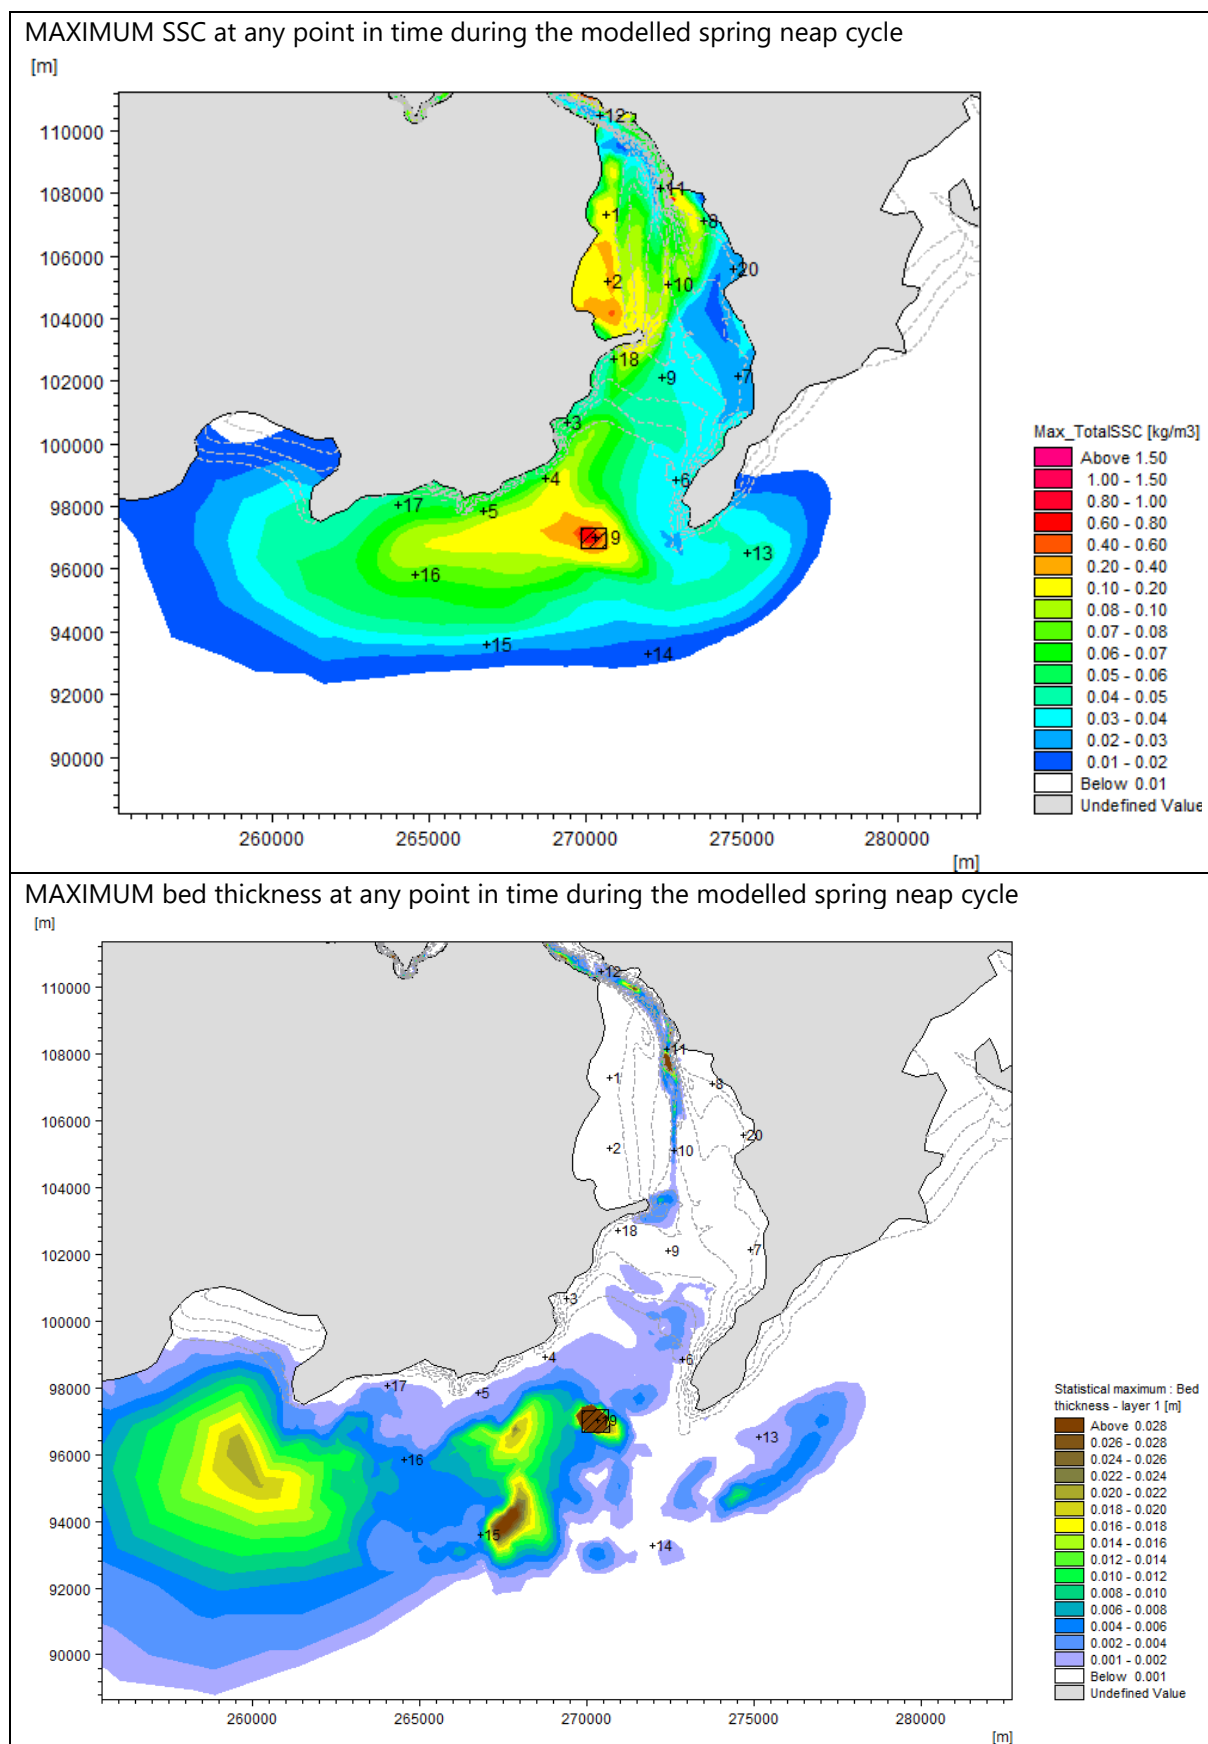 MAXIMUM SSC at any point in time during the modelled spring neap cycle
[m]
110000
108000
106000
104000
102000
100000
98000
96000
94000
92000
90000
+12
+11
+1
+8
+20
+2
+10
+18
+9
+7
+3
+4
+6
+17
+5
+19
+13
+16
+15
+14
260000 265000 270000 275000 280000
[m]
Max_TotalSSC [kg/m3]
Above 1.50
1.00 - 1.50
0.80 - 1.00
0.60 - 0.80
0.40 - 0.60
0.20 - 0.40
0.10 - 0.20
0.08 - 0.10
0.07 - 0.08
0.06 - 0.07
0.05 - 0.06
0.04 - 0.05
0.03 - 0.04
0.02 - 0.03
0.01 - 0.02
Below 0.01
Undefined Value
MAXIMUM bed thickness at any point in time during the modelled spring neap cycle
[m]
110000
108000
106000
104000
102000
100000
98000
96000
94000
92000
90000
+12
+11
+1
+8
+20
+2
+10
+18
+9
+7
+3
+4
+6
+17
+5
+19
+13
+16
+15
+14
260000 265000 270000 275000 280000
[m]
Statistical maximum : Bed
thickness - layer 1 [m]
Above 0.028
0.026 - 0.028
0.024 - 0.026
0.022 - 0.024
0.020 - 0.022
0.018 - 0.020
0.016 - 0.018
0.014 - 0.016
0.012 - 0.014
0.010 - 0.012
0.008 - 0.010
0.006 - 0.008
0.004 - 0.006
0.002 - 0.004
0.001 - 0.002
Below 0.001
Undefined Value